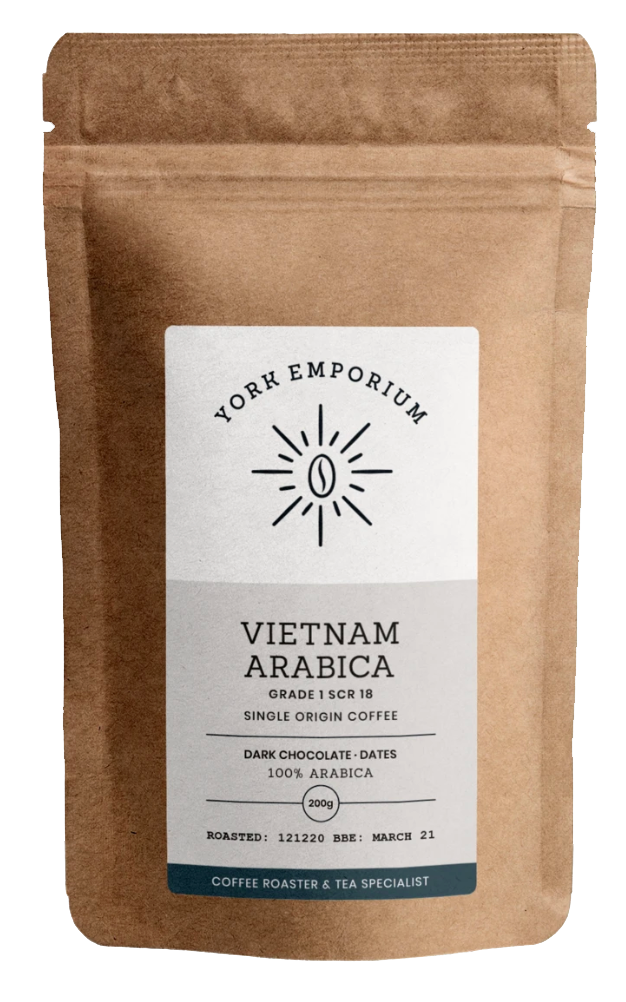 YORK EMPORIUM
VIETNAM
ARABICA
GRADE 1 SCR 18
SINGLE ORIGIN COFFEE
DARK CHOCOLATE · DATES
100% ARABICA
200g
ROASTED: 121220 BBE: MARCH 21
COFFEE ROASTER & TEA SPECIALIST